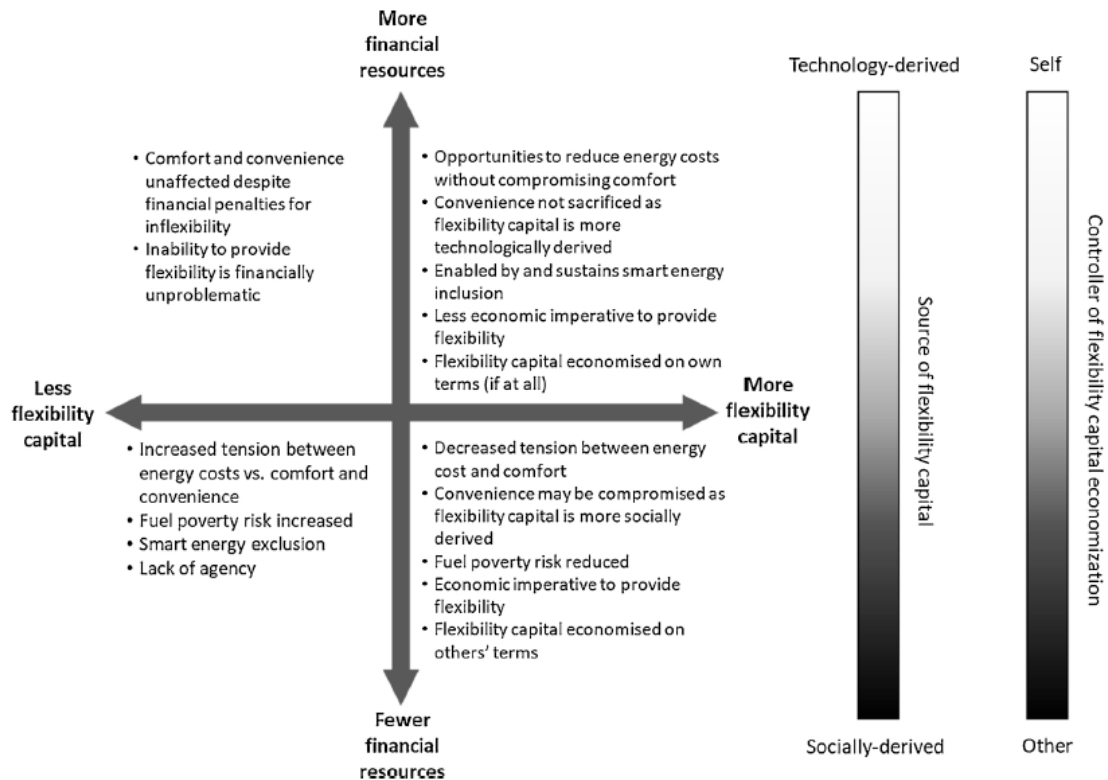 More
financial
resources
Technology-derived
Self
• Comfort and convenience
unaffected despite
financial penalties for
inflexibility
• Inability to provide
flexibility is financially
unproblematic
• Opportunities to reduce energy costs
without compromising comfort
• Convenience not sacrificed as
flexibility capital is more
technologically derived
• Enabled by and sustains smart energy
inclusion
• Less economic imperative to provide
flexibility
• Flexibility capital economised on own
terms (if at all)
Less
flexibility
capital
More
flexibility
capital
• Increased tension between
energy costs vs. comfort and
convenience
• Fuel poverty risk increased
• Smart energy exclusion
• Lack of agency
• Decreased tension between energy
cost and comfort
• Convenience may be compromised as
flexibility capital is more socially
derived
• Fuel poverty risk reduced
• Economic imperative to provide
flexibility
• Flexibility capital economised on
others' terms
Fewer
financial
resources
Source of flexibility capital
Controller of flexibility capital economization
Socially-derived
Other